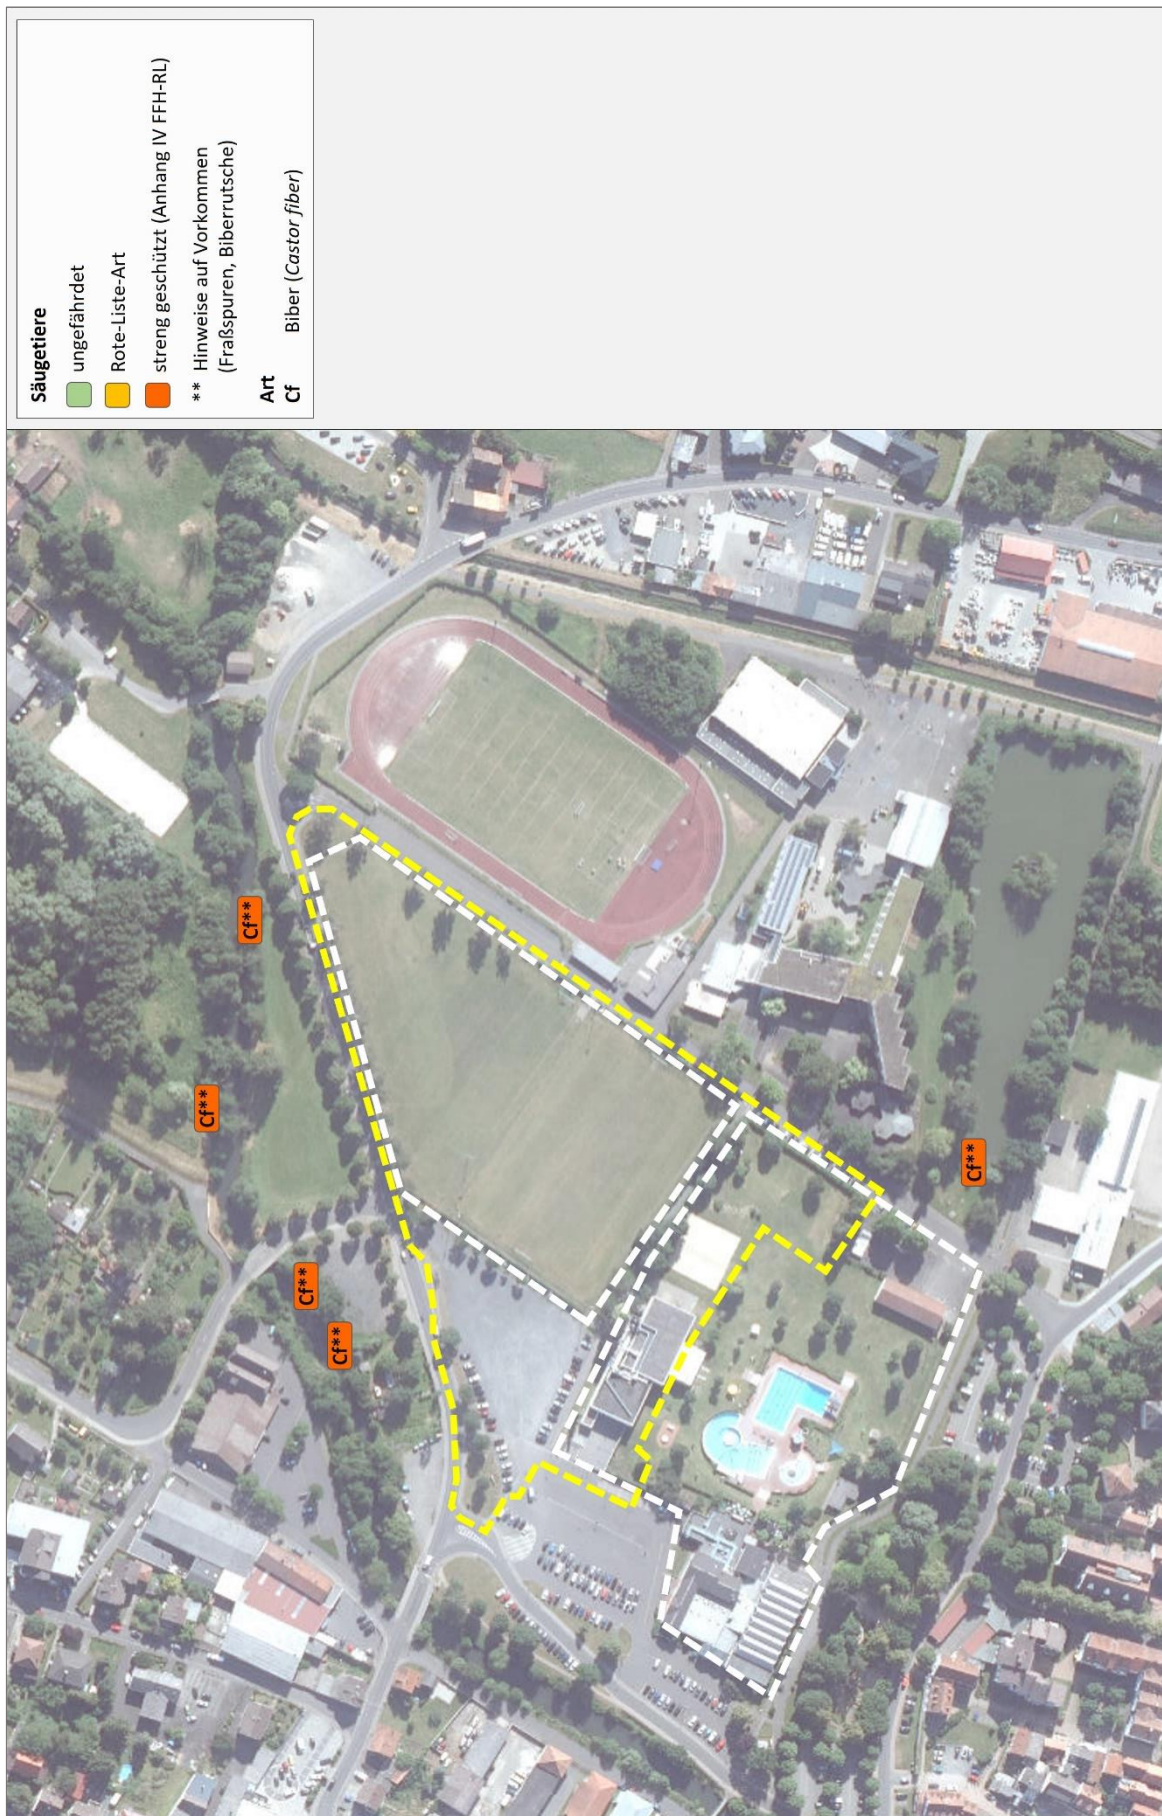 Säugetiere
ungefährdet
Rote-Liste-Art
streng geschützt (Anhang IV FFH-RL)
** Hinweise auf Vorkommen
(Fraßspuren, Biberrutsche)
Art
Cf Biber (Castor fiber)
Cf**
Cf**
Cf**
Cf**
Cf**